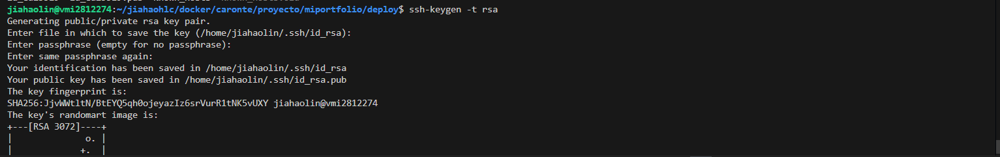 jiahaolin@vmi2812274:~/jiahaohlc/docker/caronte/proyecto/miportfolio/deploy$ ssh-keygen -t rsa
Generating public/private rsa key pair.
Enter file in which to save the key (/home/jiahaolin/.ssh/id_rsa):
Enter passphrase (empty for no passphrase):
Enter same passphrase again:
Your identification has been saved in /home/jiahaolin/.ssh/id_rsa
Your public key has been saved in /home/jiahaolin/.ssh/id_rsa.pub
The key fingerprint is:
SHA256:JjvWWtltN/BtEYQ5qh0ojeyazIz6srVurR1tNK5vUXY jiahaolin@vmi2812274
The key's randomart image is:
+---[RSA 3072]----+
|              o. |
|             +.  |